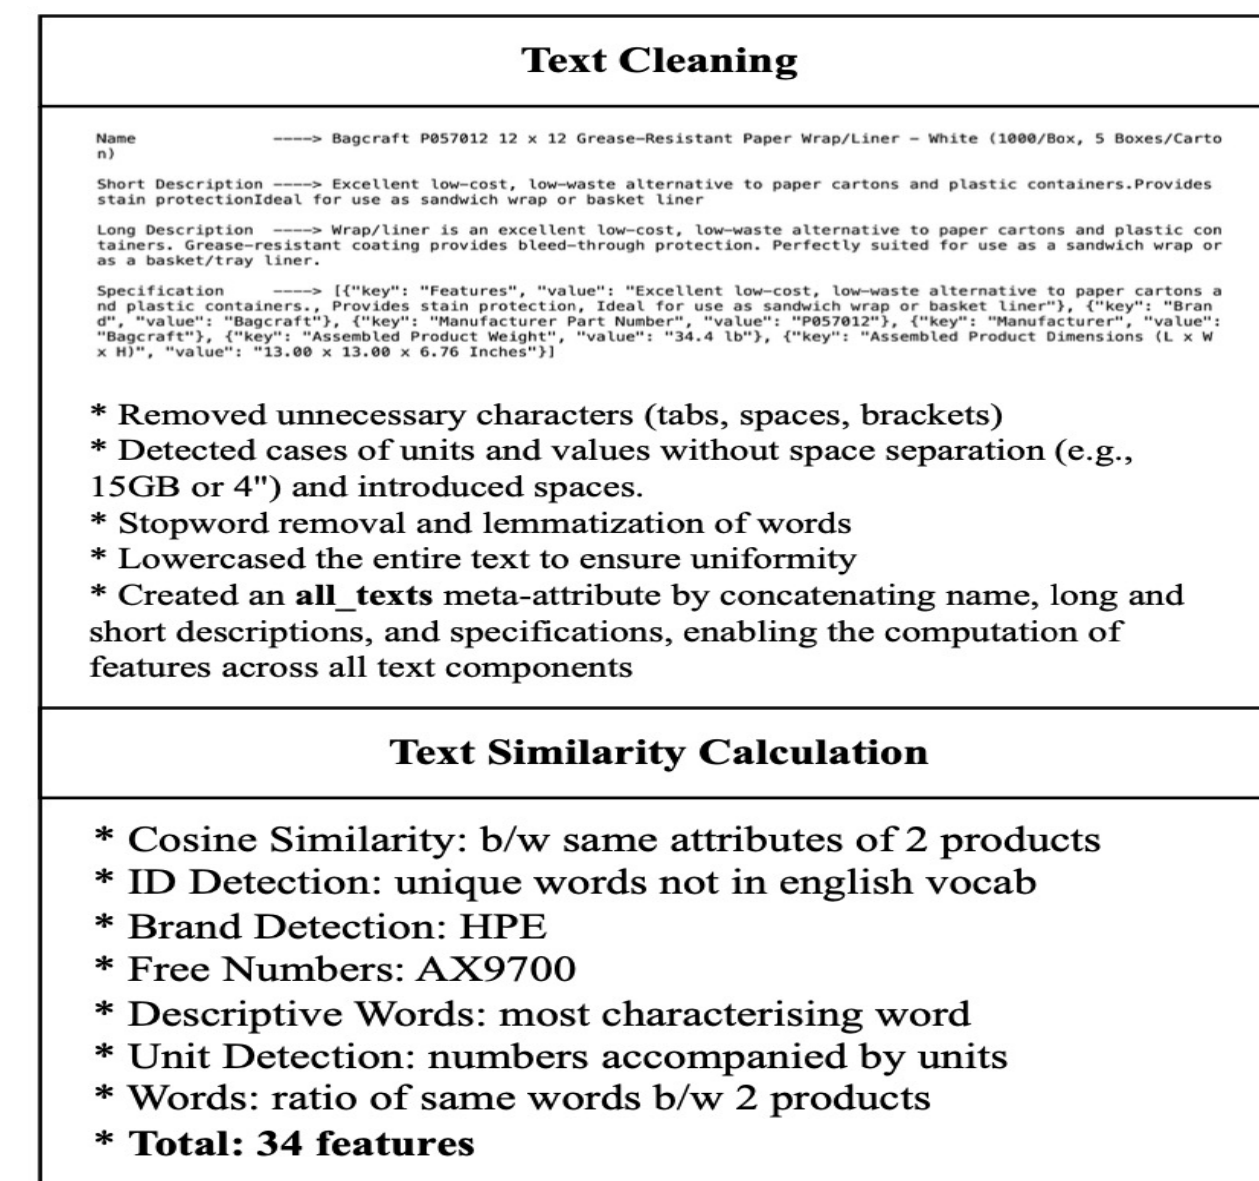 Text Cleaning
Name ----> Bagcraft P057012 12 x 12 Grease-Resistant Paper Wrap/Liner – White (1000/Box, 5 Boxes/Carto
n)
Short Description ----> Excellent low-cost, low-waste alternative to paper cartons and plastic containers.Provides
stain protectionIdeal for use as sandwich wrap or basket liner
Long Description ----> Wrap/liner is an excellent low-cost, low-waste alternative to paper cartons and plastic con
tainers. Grease-resistant coating provides bleed-through protection. Perfectly suited for use as a sandwich wrap or
as a basket/tray liner.
Specification ----> [{"key": "Features", "value": "Excellent low-cost, low-waste alternative to paper cartons a
nd plastic containers., Provides stain protection, Ideal for use as sandwich wrap or basket liner"}, {"key": "Bran
d", "value": "Bagcraft"}, {"key": "Manufacturer Part Number", "value": "P057012"}, {"key": "Manufacturer", "value":
"Bagcraft"}, {"key": "Assembled Product Weight", "value": "34.4 lb"}, {"key": "Assembled Product Dimensions (L x W
x H)", "value": "13.00 x 13.00 x 6.76 Inches"}]
* Removed unnecessary characters (tabs, spaces, brackets)
* Detected cases of units and values without space separation (e.g.,
15GB or 4") and introduced spaces.
* Stopword removal and lemmatization of words
* Lowercased the entire text to ensure uniformity
* Created an all_texts meta-attribute by concatenating name, long and
short descriptions, and specifications, enabling the computation of
features across all text components
Text Similarity Calculation
* Cosine Similarity: b/w same attributes of 2 products
* ID Detection: unique words not in english vocab
* Brand Detection: HPE
* Free Numbers: AX9700
* Descriptive Words: most characterising word
* Unit Detection: numbers accompanied by units
* Words: ratio of same words b/w 2 products
* Total: 34 features